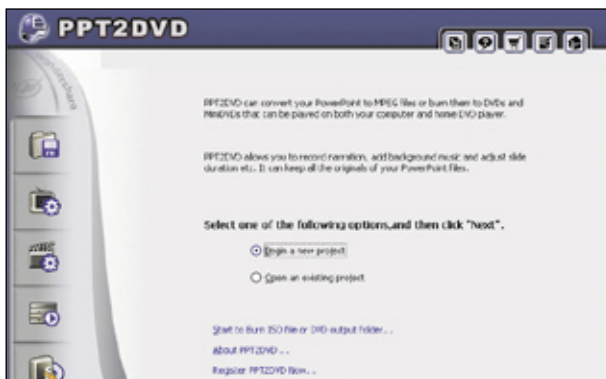 PPT2DVD
wondershare
PPT2DVD can convert your PowerPoint to MPEG files or burn them to DVDs and
MiniDVDs that can be played on both your computer and home DVD player.
PPT2DVD allows you to record narration, add background music and adjust slide
duration etc. It can keep all the originals of your PowerPoint files.
Select one of the following options,and then click "Next".
Begin a new project
Open an existing project
Start to Burn ISO file or DVD output folder...
About PPT2DVD ...
Register PPT2DVD Now...